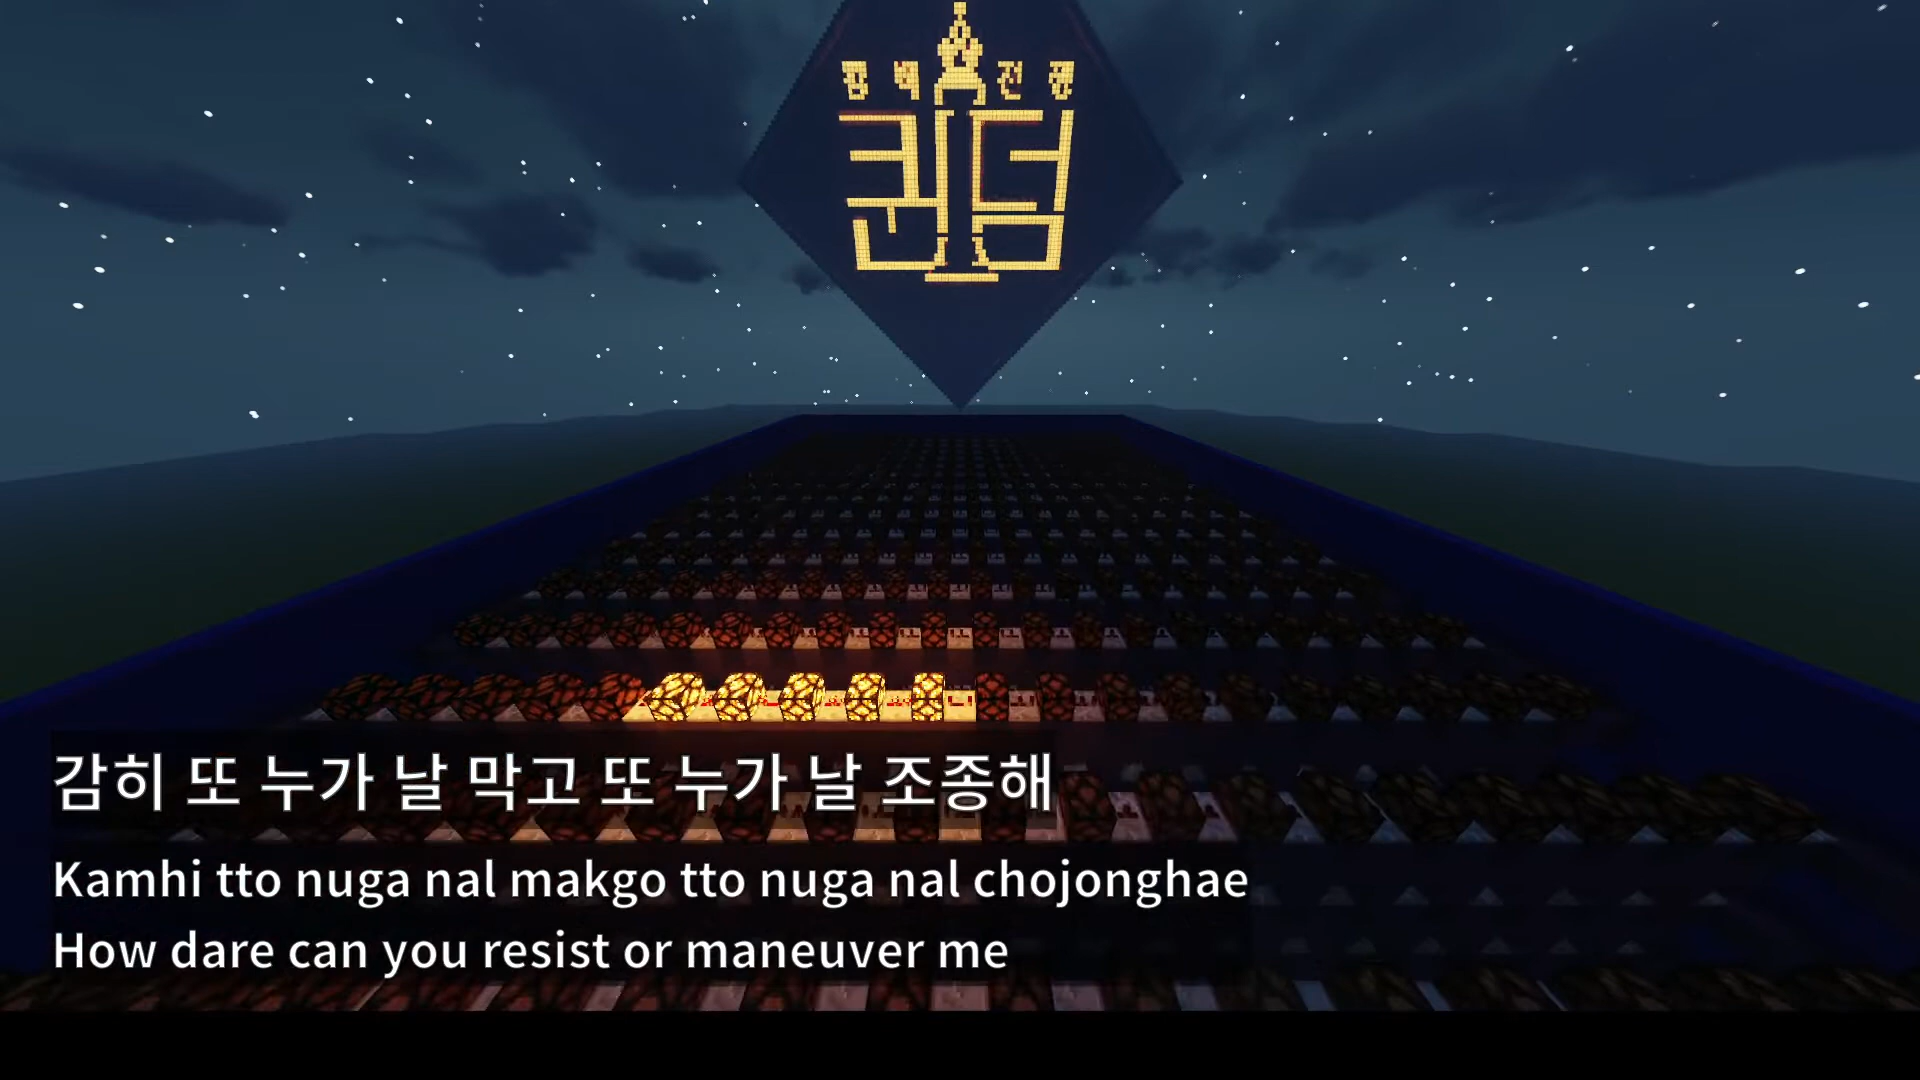 퀸덤
감히 또 누가 날 막고 또 누가 날 조종해
Kamhi tto nuga nal makgo tto nuga nal chojonghae
How dare can you resist or maneuver me